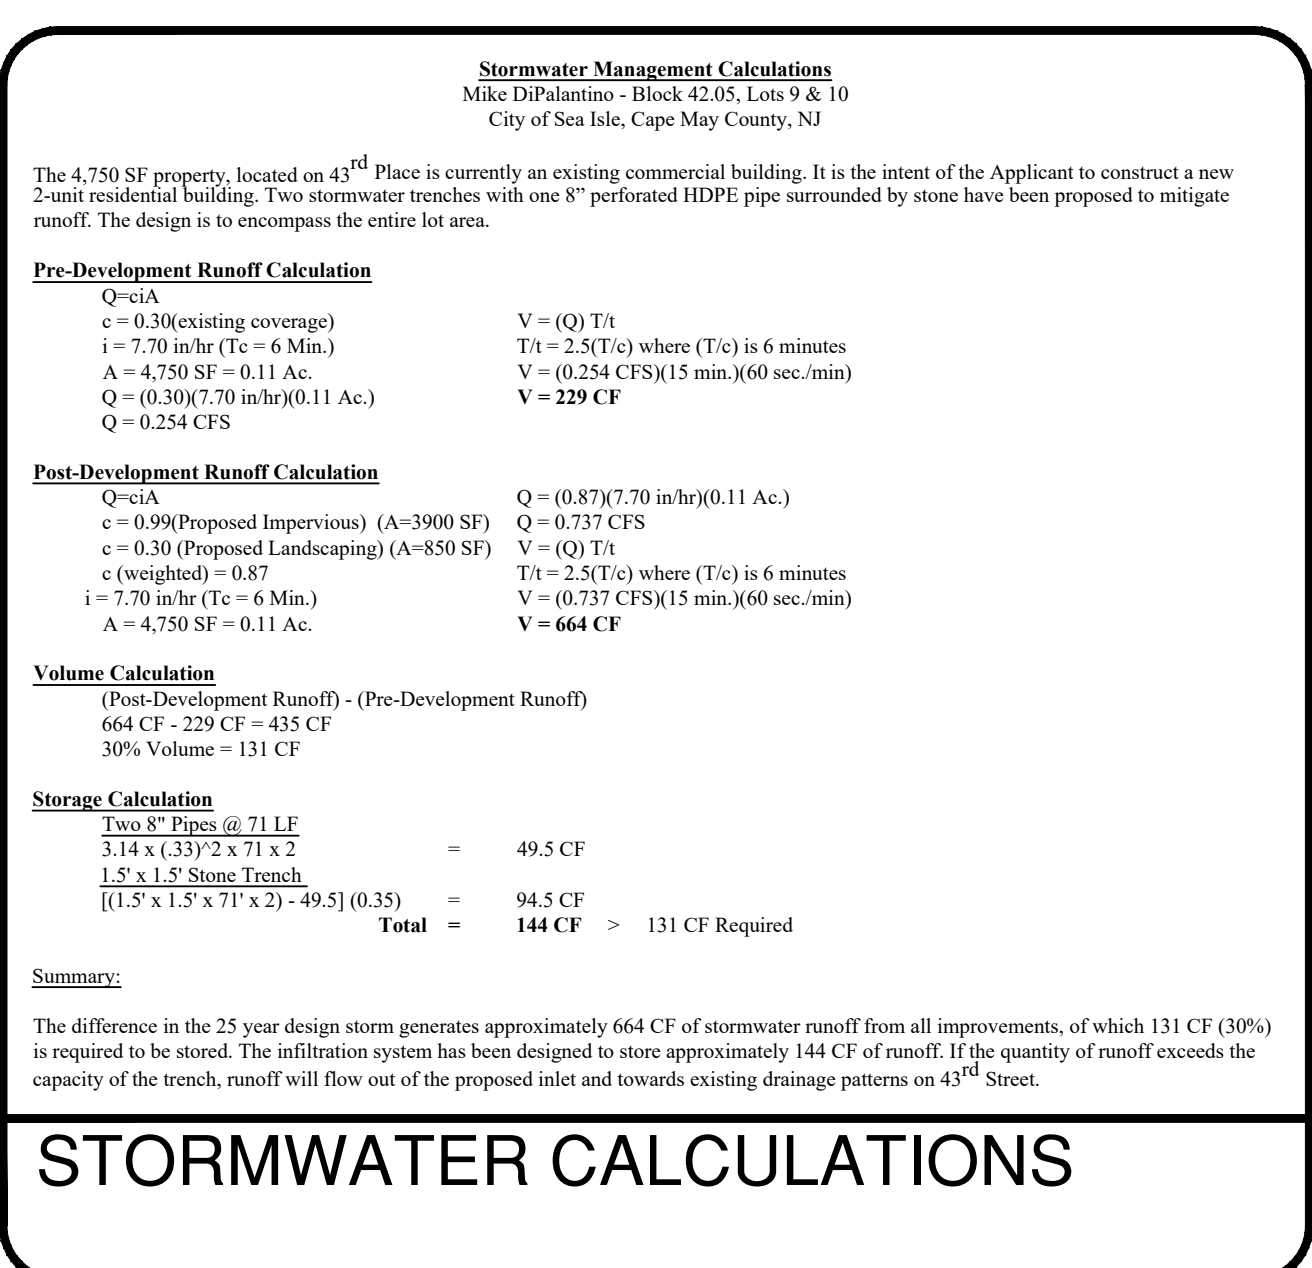 Stormwater Management Calculations
Mike DiPalantino - Block 42.05, Lots 9 & 10
City of Sea Isle, Cape May County, NJ
The 4,750 SF property, located on 43rd Place is currently an existing commercial building. It is the intent of the Applicant to construct a new
2-unit residential building. Two stormwater trenches with one 8” perforated HDPE pipe surrounded by stone have been proposed to mitigate
runoff. The design is to encompass the entire lot area.
Pre-Development Runoff Calculation
Q=ciA
c = 0.30(existing coverage) V = (Q) T/t
i = 7.70 in/hr (Tc = 6 Min.) T/t = 2.5(T/c) where (T/c) is 6 minutes
A = 4,750 SF = 0.11 Ac. V = (0.254 CFS)(15 min.)(60 sec./min)
Q = (0.30)(7.70 in/hr)(0.11 Ac.) V = 229 CF
Q = 0.254 CFS
Post-Development Runoff Calculation
Q=ciA Q = (0.87)(7.70 in/hr)(0.11 Ac.)
c = 0.99(Proposed Impervious) (A=3900 SF) Q = 0.737 CFS
c = 0.30 (Proposed Landscaping) (A=850 SF) V = (Q) T/t
c (weighted) = 0.87 T/t = 2.5(T/c) where (T/c) is 6 minutes
i = 7.70 in/hr (Tc = 6 Min.) V = (0.737 CFS)(15 min.)(60 sec./min)
A = 4,750 SF = 0.11 Ac. V = 664 CF
Volume Calculation
(Post-Development Runoff) - (Pre-Development Runoff)
664 CF - 229 CF = 435 CF
30% Volume = 131 CF
Storage Calculation
Two 8" Pipes @ 71 LF
3.14 x (.33)^2 x 71 x 2 = 49.5 CF
1.5' x 1.5' Stone Trench
[(1.5' x 1.5' x 71' x 2) - 49.5] (0.35) = 94.5 CF
Total = 144 CF > 131 CF Required
Summary:
The difference in the 25 year design storm generates approximately 664 CF of stormwater runoff from all improvements, of which 131 CF (30%)
is required to be stored. The infiltration system has been designed to store approximately 144 CF of runoff. If the quantity of runoff exceeds the
capacity of the trench, runoff will flow out of the proposed inlet and towards existing drainage patterns on 43rd Street.
STORMWATER CALCULATIONS